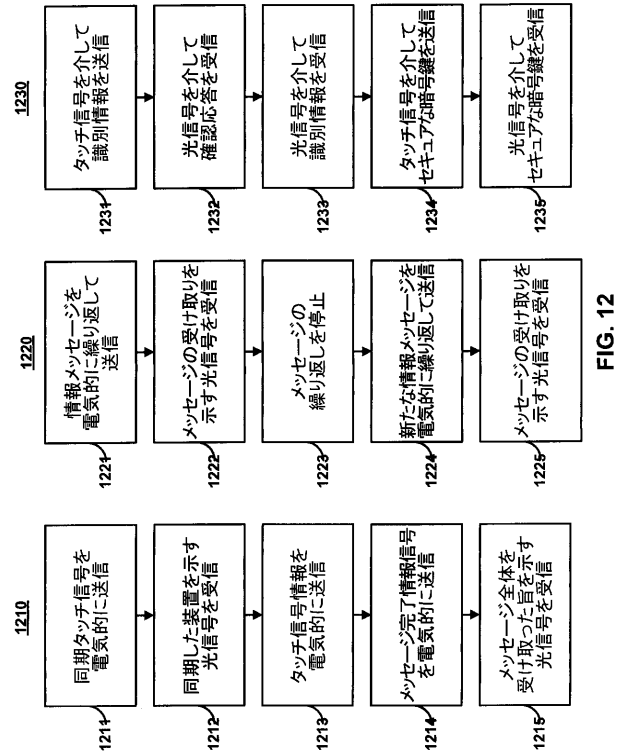 1210
1211
同期タッチ信号を
電気的に送信
1212
同期した装置を示す
光信号を受信
1213
タッチ信号情報を
電気的に送信
1214
メッセージ完了情報信号
を電気的に送信
1215
メッセージ全体を
受け取った旨を示す
光信号を受信
1220
1221
情報メッセージを
電気的に繰り返して
送信
1222
メッセージの受け取りを
示す光信号を受信
1223
メッセージの
繰り返しを停止
1224
新たな情報メッセージを
電気的に繰り返して送信
1225
メッセージの受け取りを
示す光信号を受信
1230
1231
タッチ信号を介して
識別情報を送信
1232
光信号を介して
確認応答を受信
1233
光信号を介して
識別情報を受信
1234
タッチ信号を介して
セキュアな暗号鍵を送信
1235
光信号を介して
セキュアな暗号鍵を受信
FIG. 12